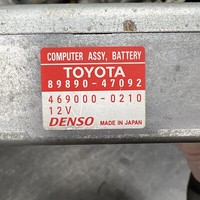 COMPUTER ASSY, BATTERY
TOYOTA
89890-47092
469000-0210
12V
DENSO MADE IN JAPAN